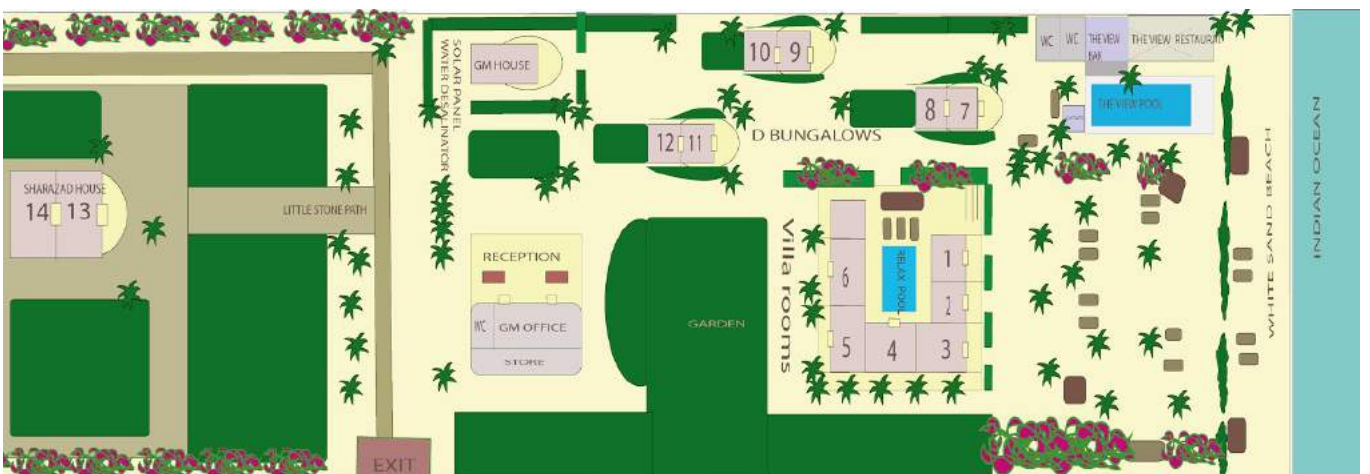 SOLAR PANEL
WATER DESALINATOR
GM HOUSE
10 9
8 7
12 11
D BUNGALOWS
WC WC THE VIEW BAR
THE VIEW RESTAURANT
THE VIEW POOL
INDIAN OCEAN
WHITE SAND BEACH
SHARAZAD HOUSE
14 13
LITTLE STONE PATH
RECEPTION
WC GM OFFICE
STORE
GARDEN
Villa rooms
RELAX POOL
1
2
3
4
5
6
EXIT